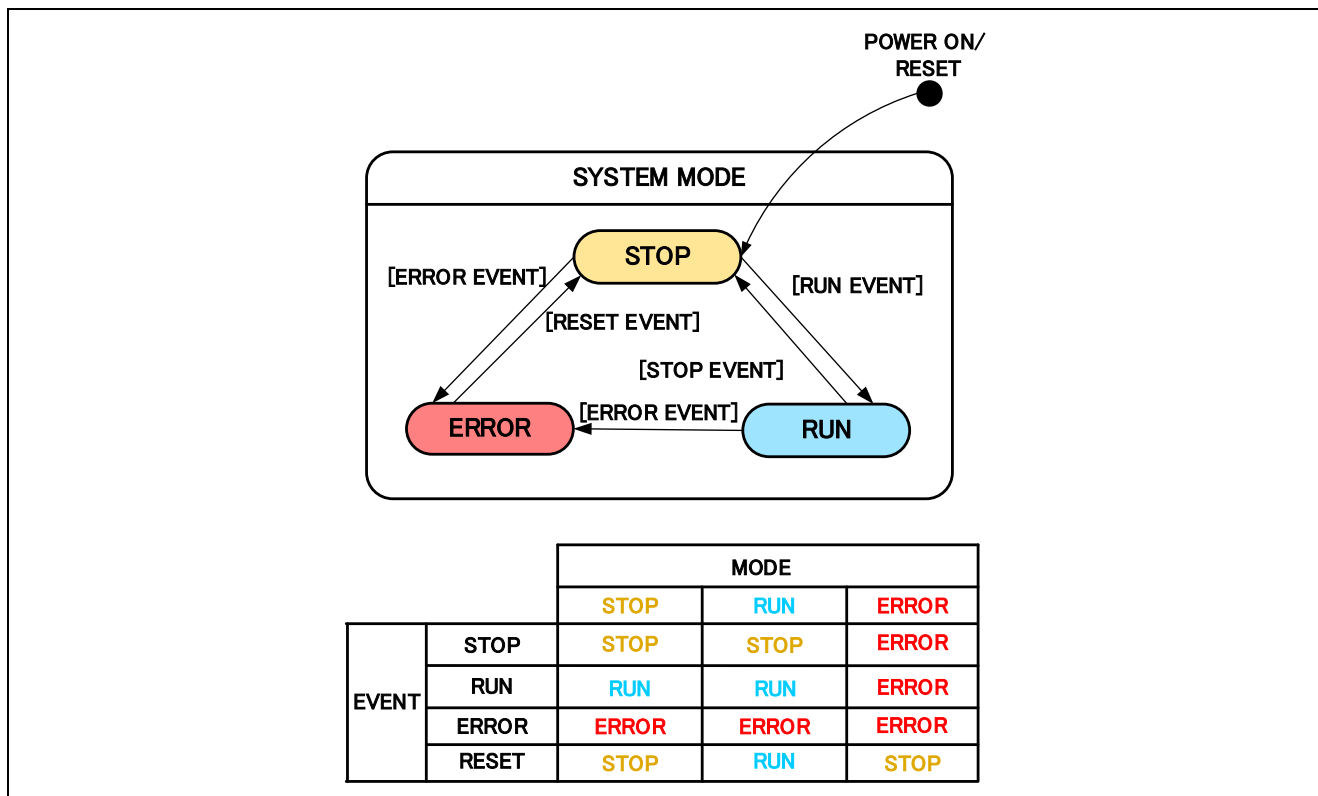 POWER ON/
RESET
SYSTEM MODE
STOP
[ERROR EVENT]
[RUN EVENT]
[RESET EVENT]
[STOP EVENT]
[ERROR EVENT]
ERROR
RUN
MODE
STOP RUN ERROR
STOP STOP STOP ERROR
RUN RUN RUN ERROR
EVENT
ERROR ERROR ERROR ERROR
RESET STOP RUN STOP